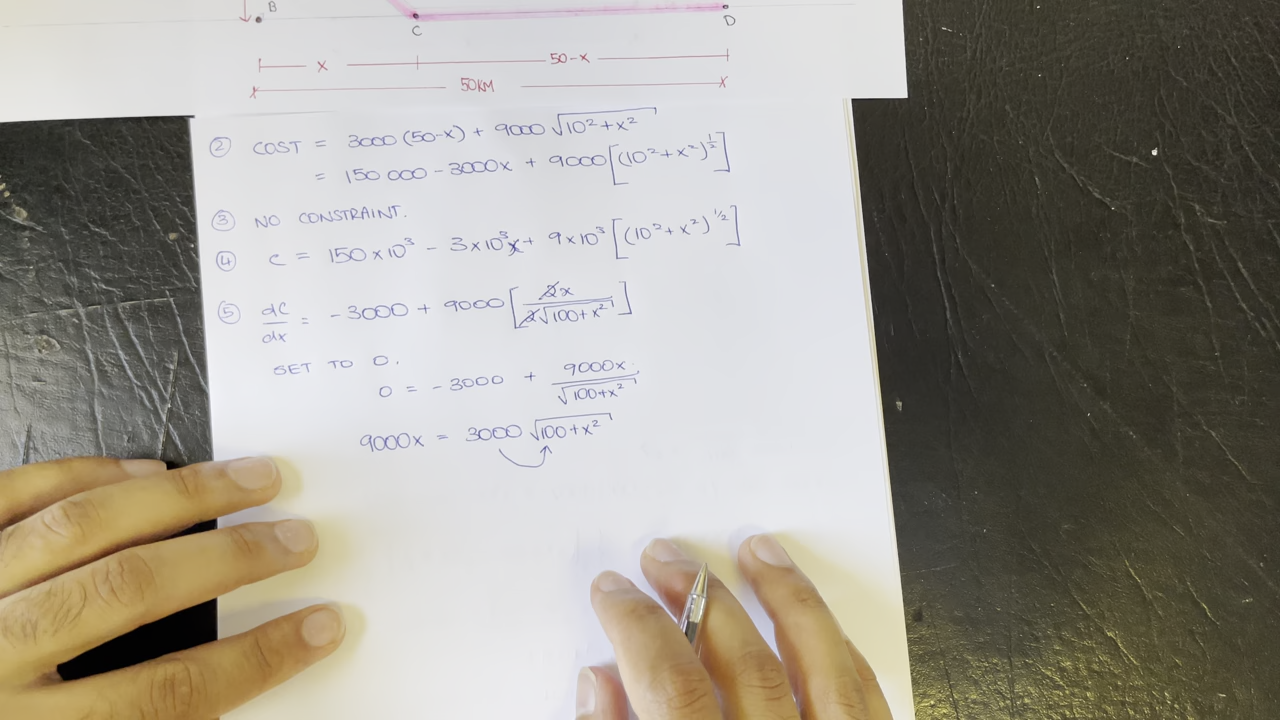 B
C
D
x
50-x
50KM
② COST = 3000 (50-x) + 9000 √(10² + x²)
= 150 000 - 3000x + 9000 [(10² + x²)^½]
③ NO CONSTRAINT.
④ C = 150 x 10³ - 3 x 10³x + 9 x 10³ [(10² + x²)^1/2]
⑤ dC/dx = -3000 + 9000 [2x / 2√100 + x²]
SET TO 0.
0 = -3000 + 9000x / √100+x²
9000x = 3000 √100 + x²